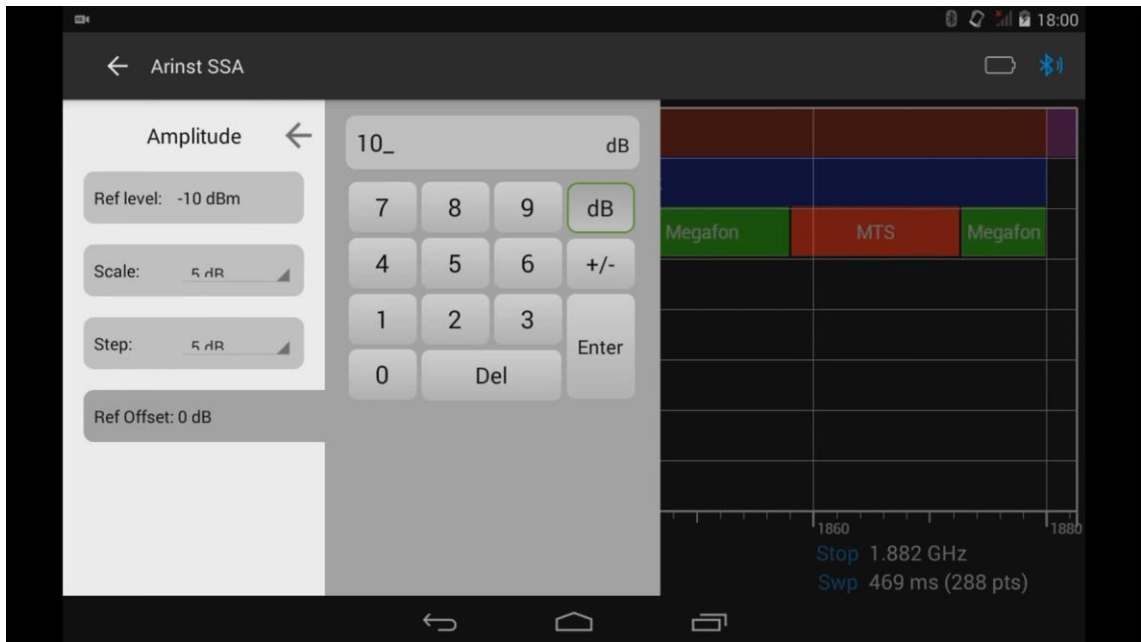 18:00
Arinst SSA
Amplitude
Ref level: -10 dBm
Scale: 5 dB
Step: 5 dB
Ref Offset: 0 dB
10_ dB
7 8 9 dB
4 5 6 +/-
1 2 3
Enter
0 Del
Megafon MTS Megafon
1860 1880
Stop 1.882 GHz
Swp 469 ms (288 pts)